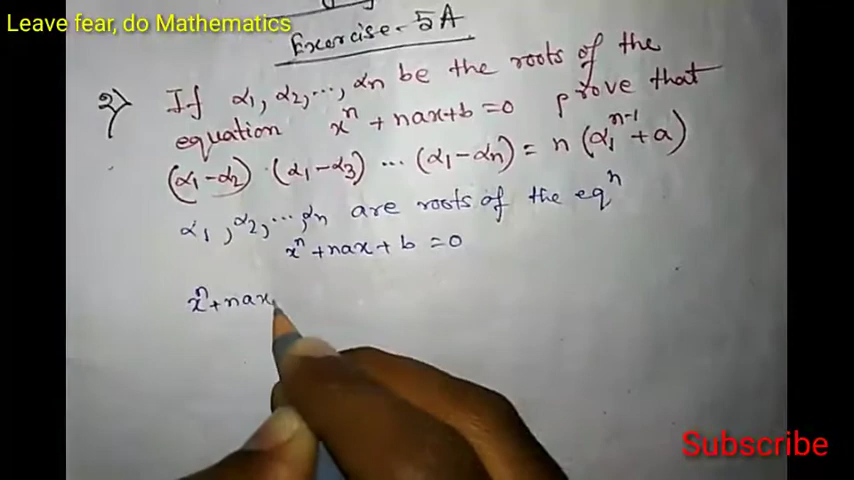 Leave fear, do Mathematics
Exercise - 5A
2) If α1, α2, ..., αn be the roots of the
equation x^n + nax + b = 0 prove that
(α1 - α2) · (α1 - α3) ... (α1 - αn) = n (α1^(n-1) + a)
α1, α2, ..., αn are roots of the eq^n
x^n + nax + b = 0
x^n + nax
Subscribe